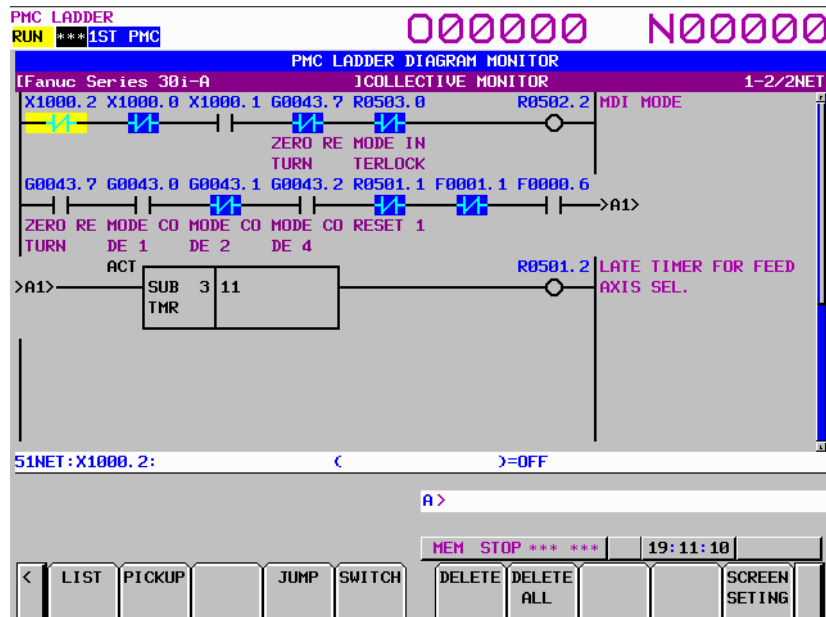 PMC LADDER
RUN ***1ST PMC
O00000 N00000
PMC LADDER DIAGRAM MONITOR
[Fanuc Series 30i-A ]COLLECTIVE MONITOR 1-2/2NET
X1000.2 X1000.0 X1000.1 G0043.7 R0503.0 R0502.2 MDI MODE
ZERO RE MODE IN
TURN TERLOCK
G0043.7 G0043.0 G0043.1 G0043.2 R0501.1 F0001.1 F0000.6
>A1>
ZERO RE MODE CO MODE CO MODE CO RESET 1
TURN DE 1 DE 2 DE 4
ACT R0501.2 LATE TIMER FOR FEED
>A1> SUB 3 11 AXIS SEL.
TMR
51NET:X1000.2: ( )=OFF
A>
MEM STOP *** *** 19:11:10
< LIST PICKUP JUMP SWITCH DELETE DELETE SCREEN
ALL SETING